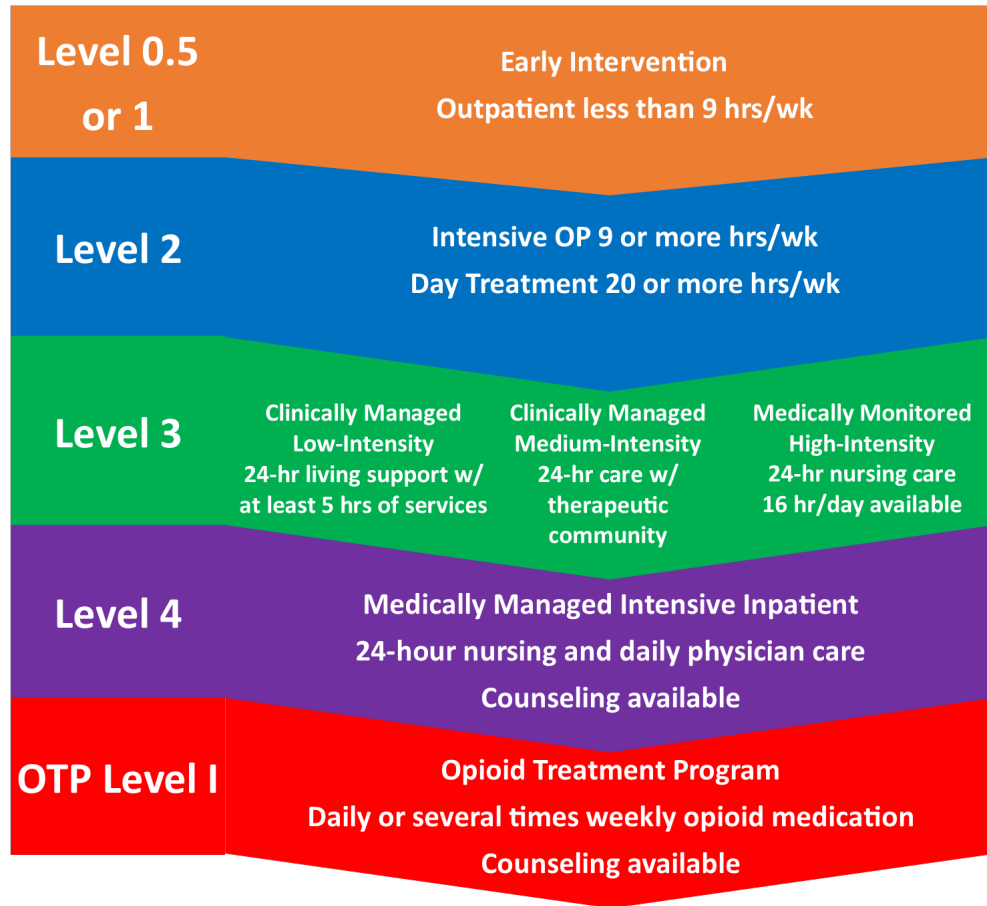 Level 0.5
or 1
Early Intervention
Outpatient less than 9 hrs/wk
Level 2
Intensive OP 9 or more hrs/wk
Day Treatment 20 or more hrs/wk
Level 3
Clinically Managed
Low-Intensity
24-hr living support w/
at least 5 hrs of services
Clinically Managed
Medium-Intensity
24-hr care w/
therapeutic
community
Medically Monitored
High-Intensity
24-hr nursing care
16 hr/day available
Level 4
Medically Managed Intensive Inpatient
24-hour nursing and daily physician care
Counseling available
OTP Level I
Opioid Treatment Program
Daily or several times weekly opioid medication
Counseling available